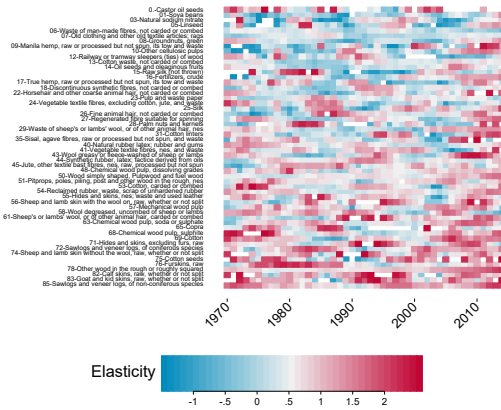 0.-Castor oil seeds
01-Soya beans
03-Natural sodium nitrate
05-Linseed
06-Waste of man-made fibres, not carded or combed
07-Old clothing and other old textile articles, rags
08-Groundnuts, green
09-Manila hemp, raw or processed but not spun, its tow and waste
10-Other cellulosic pulps
12-Railway or tramway sleepers (ties) of wood
13-Cotton waste, not carded or combed
14-Oil seeds and oleaginous fruits
15-Raw silk (not thrown)
16-Fertilizers, crude
17-True hemp, raw or processed but not spun, its tow and waste
18-Discontinuous synthetic fibres, not carded or combed
22-Horsehair and other coarse animal hair, not carded or combed
23-Pulp and waste paper
24-Vegetable textile fibres, excluding cotton, jute, and waste
25-Silk
26-Fine animal hair, not carded or combed
27-Regenerated fibre suitable for spinning
28-Palm nuts and kernels
29-Waste of sheep's or lambs' wool, or of other animal hair, nes
31-Cotton linters
35-Sisal, agave fibres, raw or processed but not spun, and waste
40-Natural rubber latex; rubber and gums
41-Vegetable textile fibres, nes, and waste
43-Wool greasy or fleece-washed of sheep or lambs
44-Synthetic rubber, latex, factice derived from oils
45-Jute, other textile bast fibres, nes, raw, processed but not spun
48-Chemical wood pulp, dissolving grades
50-Wood simply shaped, Pulpwood and fuel wood
51-Pitprops, poles, piling, post and other wood in the rough, nes
53-Cotton, carded or combed
54-Reclaimed rubber, waste, scrap of unhardened rubber
55-Hides and skins, nes, waste and used leather
56-Sheep and lamb skin with the wool on, raw, whether or not split
57-Mechanical wood pulp
58-Wool degreased, uncombed of sheep or lambs
61-Sheep's or lambs' wool, or of other animal hair, carded or combed
63-Chemical wood pulp, soda or sulphate
65-Copra
68-Chemical wood pulp, sulphite
69-Cotton
71-Hides and skins, excluding furs, raw
72-Sawlogs and veneer logs, of coniferous species
74-Sheep and lamb skin without the wool, raw, whether or not split
75-Cotton seeds
76-Furskins, raw
78-Other wood in the rough or roughly squared
82-Calf skins, raw, whether or not split
83-Goat and kid skins, raw, whether or not split
85-Sawlogs and veneer logs, of non-coniferous species
1970 1980 1990 2000 2010
Elasticity
-1 -.5 0 .5 1 2